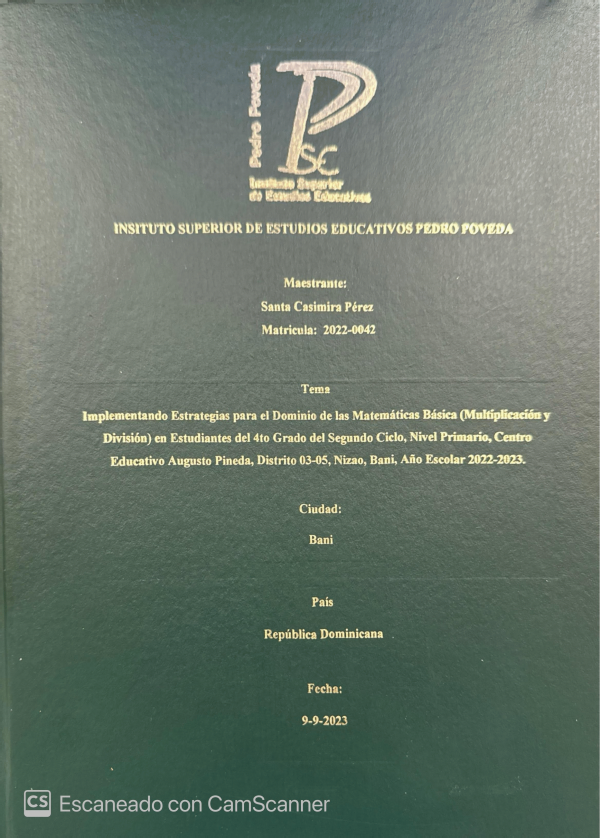 Pedro Poveda
P
SC
Instituto Superior
de Estudios Educativos
INSITUTO SUPERIOR DE ESTUDIOS EDUCATIVOS PEDRO POVEDA
Maestrante:
Santa Casimira Pérez
Matricula: 2022-0042
Tema
Implementando Estrategias para el Dominio de las Matemáticas Básica (Multiplicación y
División) en Estudiantes del 4to Grado del Segundo Ciclo, Nivel Primario, Centro
Educativo Augusto Pineda, Distrito 03-05, Nizao, Bani, Año Escolar 2022-2023.
Ciudad:
Bani
País
República Dominicana
Fecha:
9-9-2023
CS Escaneado con CamScanner